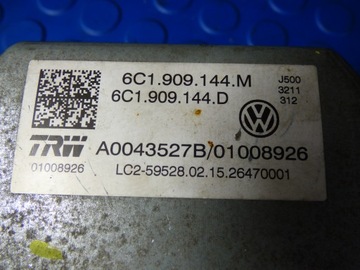 6C1.909.144.M
6C1.909.144.D
J500
3211
312
TRW
A0043527B/01008926
01008926
LC2-59528.02.15.26470001